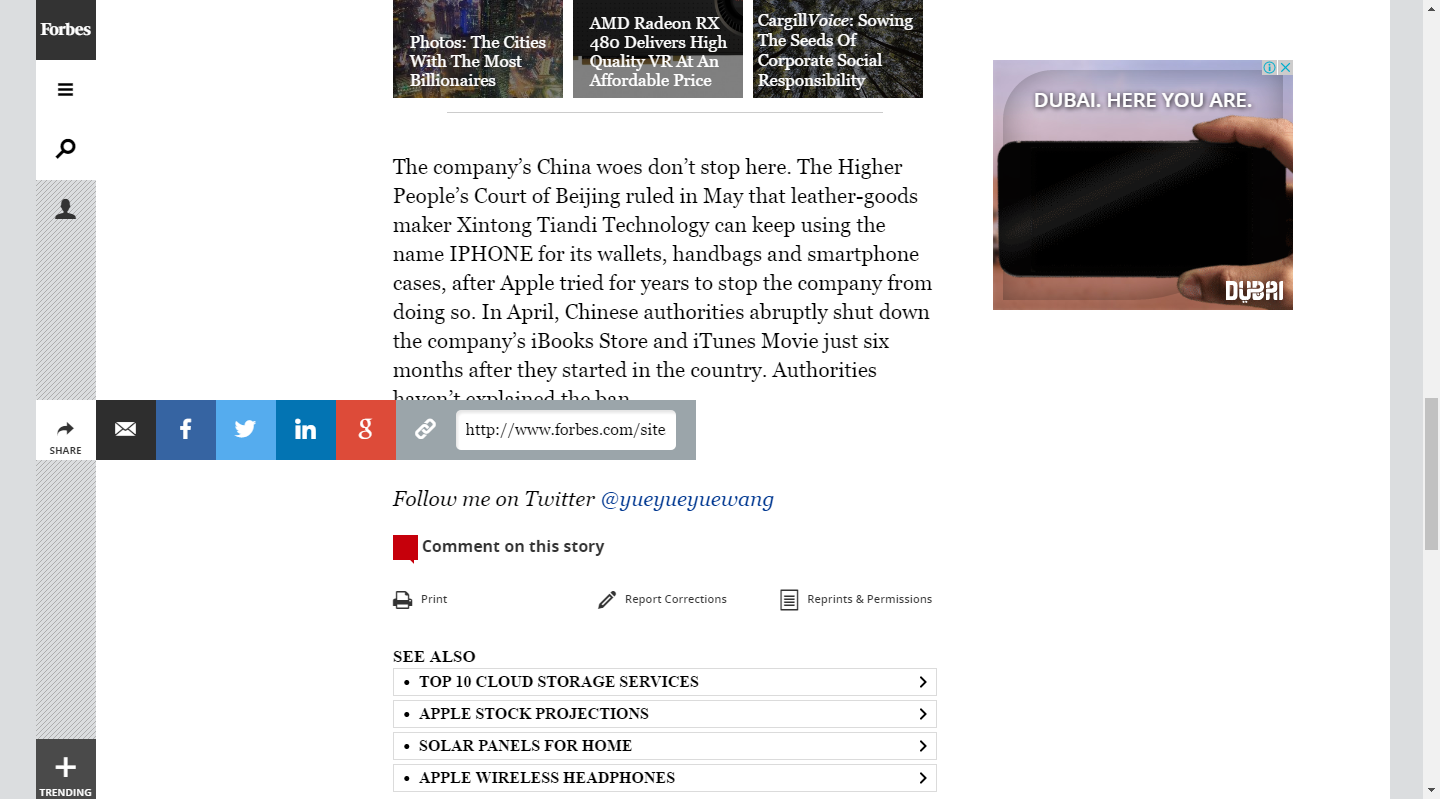 Forbes
Photos: The Cities
With The Most
Billionaires
AMD Radeon RX
480 Delivers High
Quality VR At An
Affordable Price
CargillVoice: Sowing
The Seeds Of
Corporate Social
Responsibility
DUBAI. HERE YOU ARE.
DUBAI
The company’s China woes don’t stop here. The Higher
People’s Court of Beijing ruled in May that leather-goods
maker Xintong Tiandi Technology can keep using the
name IPHONE for its wallets, handbags and smartphone
cases, after Apple tried for years to stop the company from
doing so. In April, Chinese authorities abruptly shut down
the company’s iBooks Store and iTunes Movie just six
months after they started in the country. Authorities
haven’t explained the ban.
SHARE
http://www.forbes.com/site
Follow me on Twitter @yueyueyuewang
Comment on this story
Print
Report Corrections
Reprints & Permissions
SEE ALSO
• TOP 10 CLOUD STORAGE SERVICES
• APPLE STOCK PROJECTIONS
• SOLAR PANELS FOR HOME
• APPLE WIRELESS HEADPHONES
TRENDING